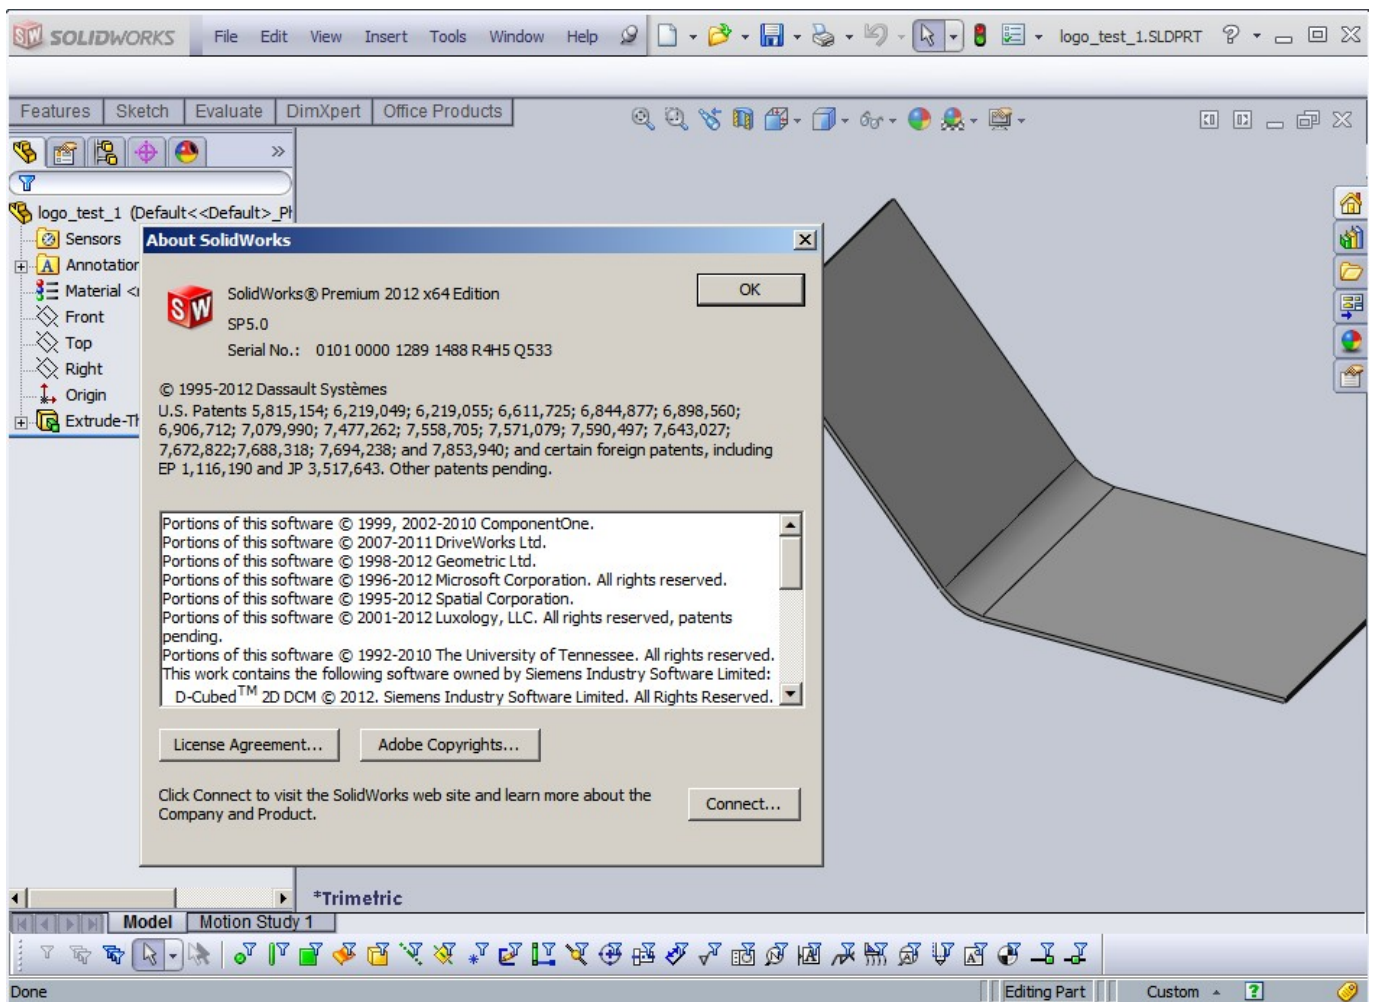 SOLIDWORKS File Edit View Insert Tools Window Help logo_test_1.SLDPRT ?
Features Sketch Evaluate DimXpert Office Products
logo_test_1 (Default<<Default>_Ph
Sensors
Annotation
Material <n
Front
Top
Right
Origin
Extrude-Th
About SolidWorks
OK
SW
SolidWorks® Premium 2012 x64 Edition
SP5.0
Serial No.: 0101 0000 1289 1488 R4H5 Q533
© 1995-2012 Dassault Systèmes
U.S. Patents 5,815,154; 6,219,049; 6,219,055; 6,611,725; 6,844,877; 6,898,560;
6,906,712; 7,079,990; 7,477,262; 7,558,705; 7,571,079; 7,590,497; 7,643,027;
7,672,822;7,688,318; 7,694,238; and 7,853,940; and certain foreign patents, including
EP 1,116,190 and JP 3,517,643. Other patents pending.
Portions of this software © 1999, 2002-2010 ComponentOne.
Portions of this software © 2007-2011 DriveWorks Ltd.
Portions of this software © 1998-2012 Geometric Ltd.
Portions of this software © 1996-2012 Microsoft Corporation. All rights reserved.
Portions of this software © 1995-2012 Spatial Corporation.
Portions of this software © 2001-2012 Luxology, LLC. All rights reserved, patents
pending.
Portions of this software © 1992-2010 The University of Tennessee. All rights reserved.
This work contains the following software owned by Siemens Industry Software Limited:
D-Cubed™ 2D DCM © 2012. Siemens Industry Software Limited. All Rights Reserved.
License Agreement... Adobe Copyrights...
Click Connect to visit the SolidWorks web site and learn more about the
Company and Product.
Connect...
*Trimetric
Model Motion Study 1
Done Editing Part Custom ?